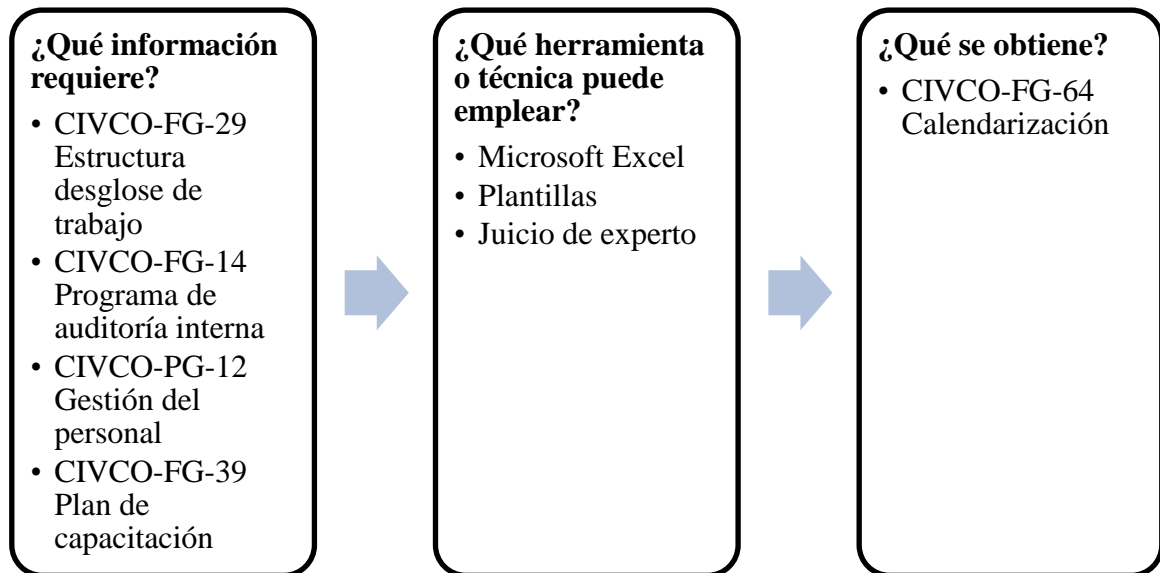 ¿Qué información
requiere?
• CIVCO-FG-29
Estructura
desglose de
trabajo
• CIVCO-FG-14
Programa de
auditoría interna
• CIVCO-PG-12
Gestión del
personal
• CIVCO-FG-39
Plan de
capacitación
¿Qué herramienta
o técnica puede
emplear?
• Microsoft Excel
• Plantillas
• Juicio de experto
¿Qué se obtiene?
• CIVCO-FG-64
Calendarización